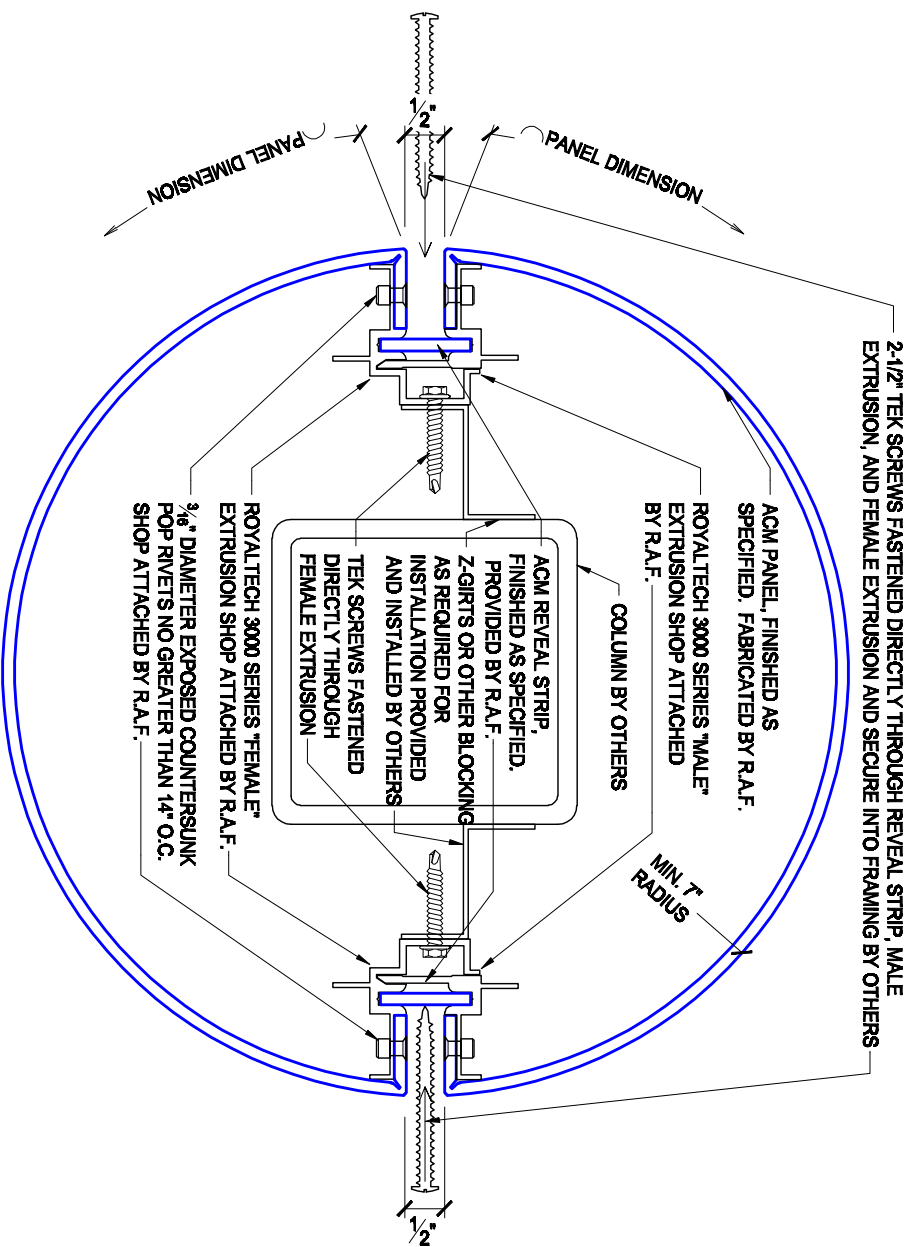 2-1/2" TEK SCREWS FASTENED DIRECTLY THROUGH REVEAL STRIP, MALE
EXTRUSION, AND FEMALE EXTRUSION AND SECURE INTO FRAMING BY OTHERS
ACM PANEL, FINISHED AS
SPECIFIED. FABRICATED BY R.A.F.
ROYALTECH 3000 SERIES "MALE"
EXTRUSION SHOP ATTACHED
BY R.A.F.
COLUMN BY OTHERS
MIN. 7"
RADIUS
PANEL DIMENSION
1/2"
PANEL DIMENSION
1/2"
ACM REVEAL STRIP,
FINISHED AS SPECIFIED.
PROVIDED BY R.A.F.
Z-GIRTS OR OTHER BLOCKING
AS REQUIRED FOR
INSTALLATION PROVIDED
AND INSTALLED BY OTHERS
TEK SCREWS FASTENED
DIRECTLY THROUGH
FEMALE EXTRUSION
ROYALTECH 3000 SERIES "FEMALE"
EXTRUSION SHOP ATTACHED BY R.A.F.
3/16" DIAMETER EXPOSED COUNTERSUNK
POP RIVETS NO GREATER THAN 14" O.C.
SHOP ATTACHED BY R.A.F.